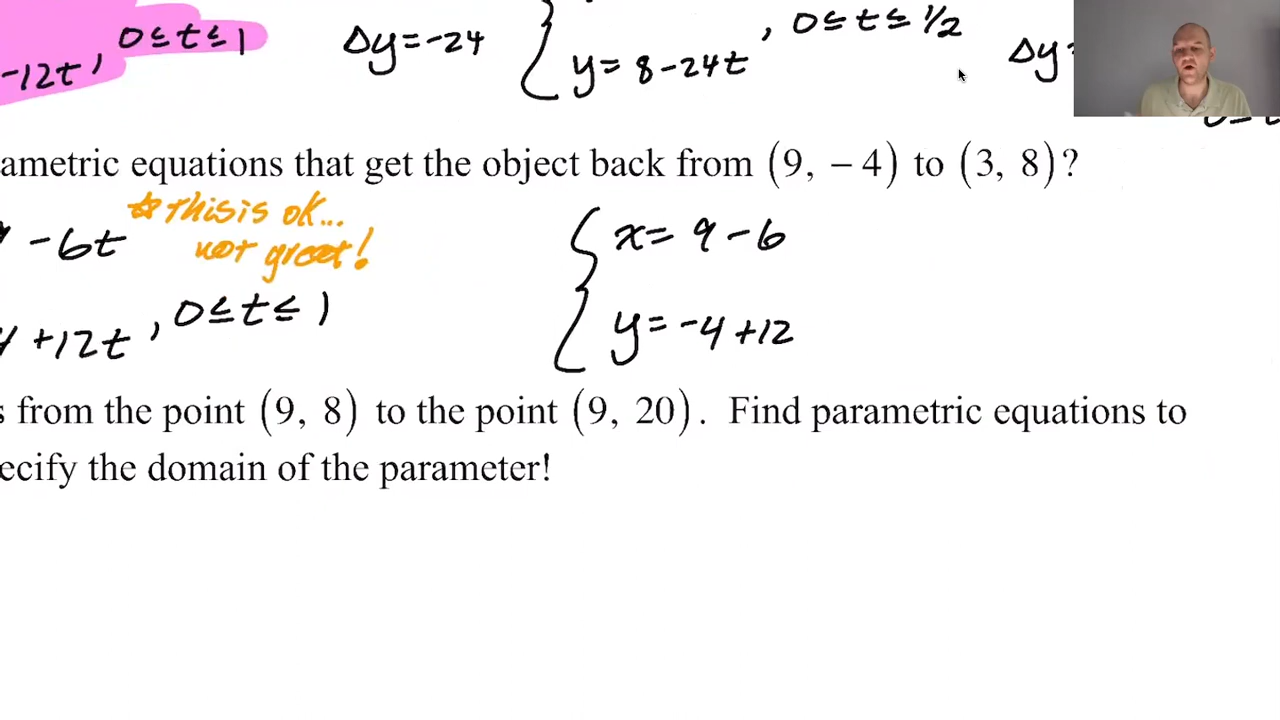 -12t, 0≤t≤1
Δy=-24
y= 8-24t, 0≤t≤1/2
Δy=
ametric equations that get the object back from (9, −4) to (3, 8)?
-6t
☆This is ok...
not great!
+12t, 0≤t≤1
x= 9-6
y= -4+12
s from the point (9, 8) to the point (9, 20). Find parametric equations to
ecify the domain of the parameter!